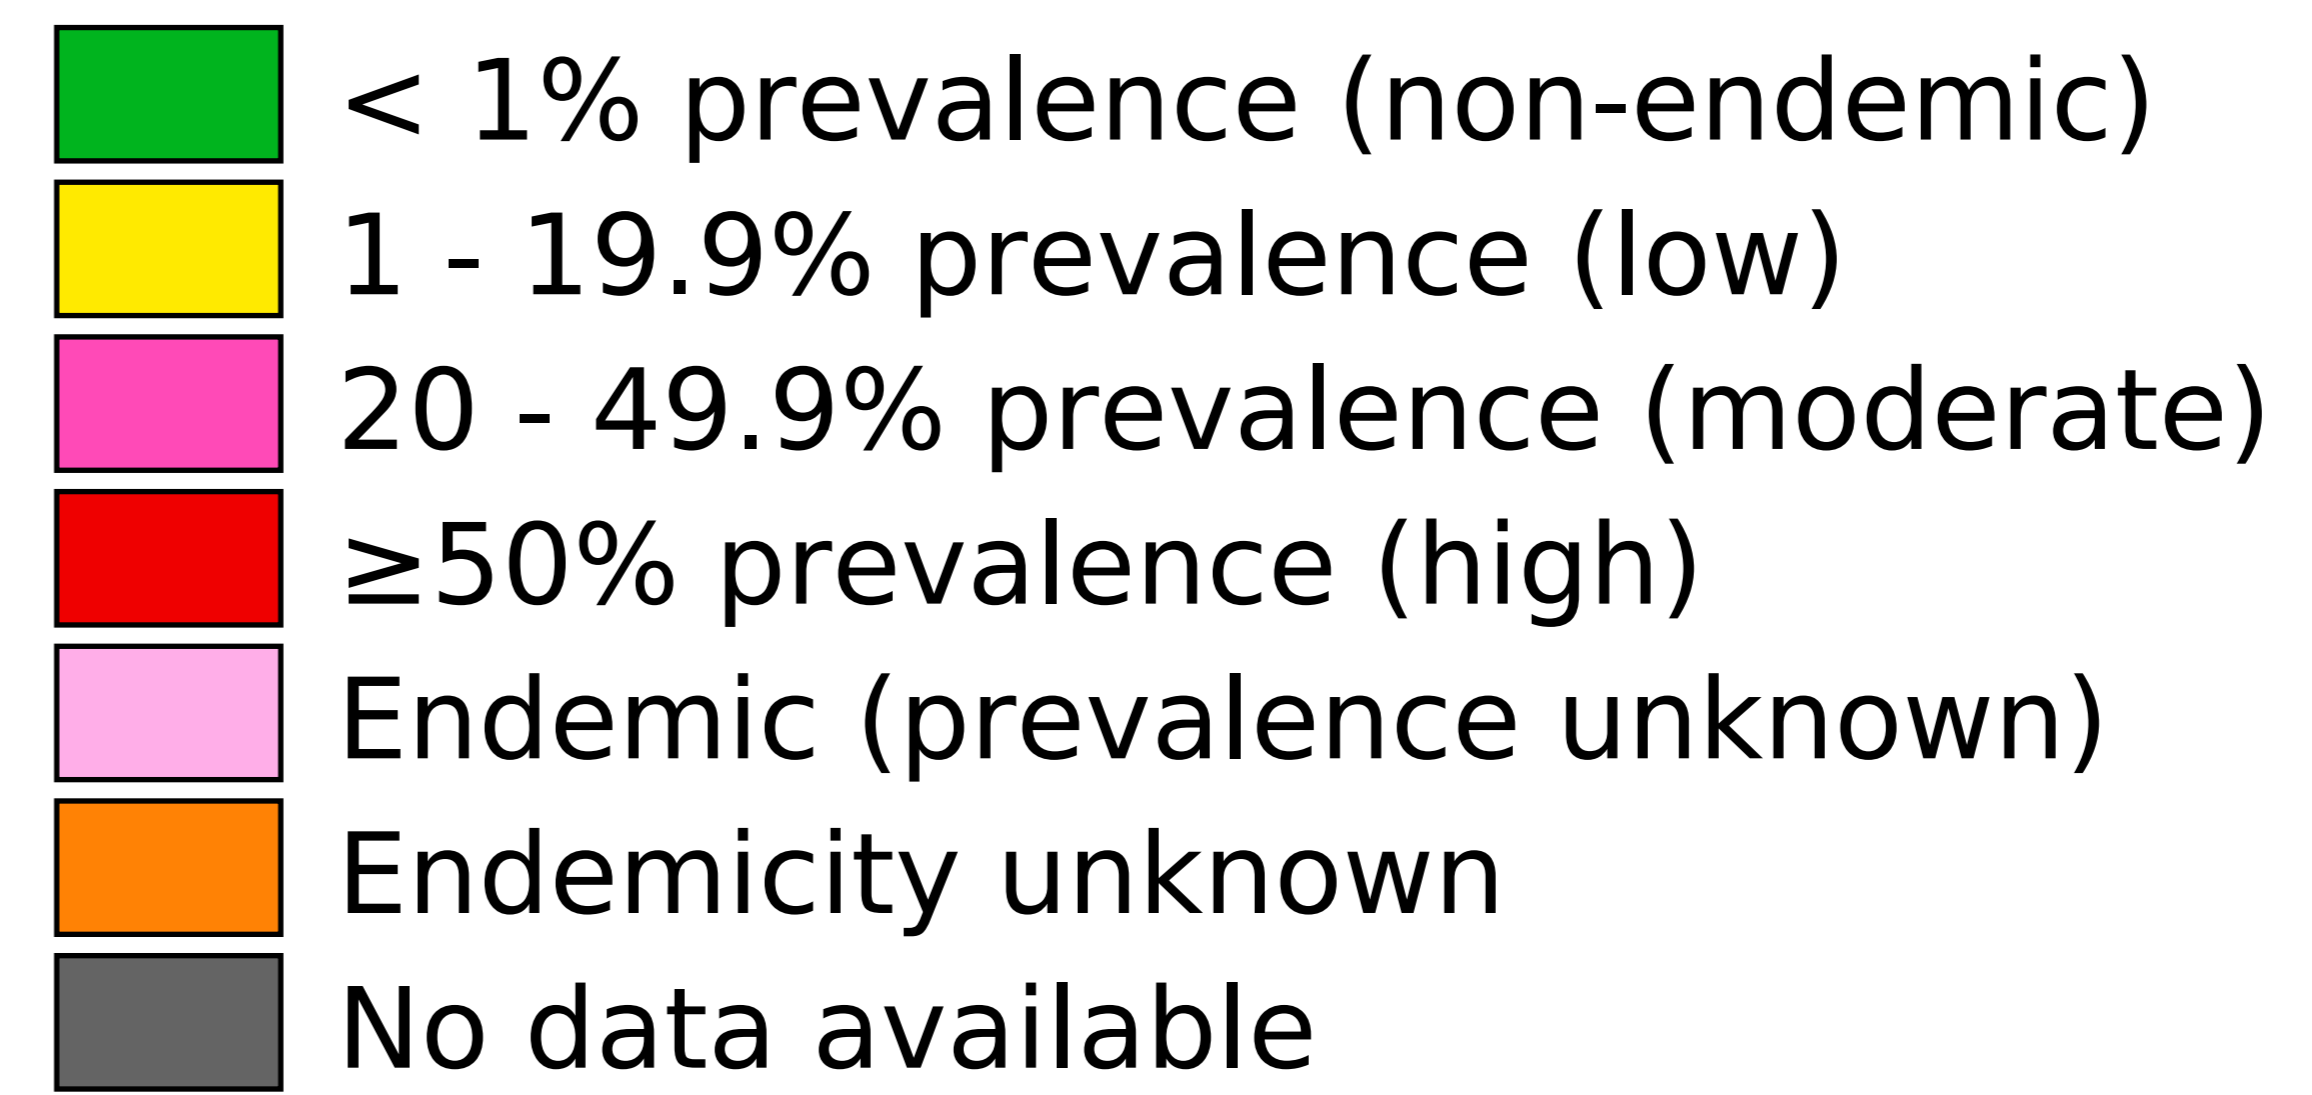 < 1% prevalence (non-endemic)
1 - 19.9% prevalence (low)
20 - 49.9% prevalence (moderate)
≥50% prevalence (high)
Endemic (prevalence unknown)
Endemicity unknown
No data available